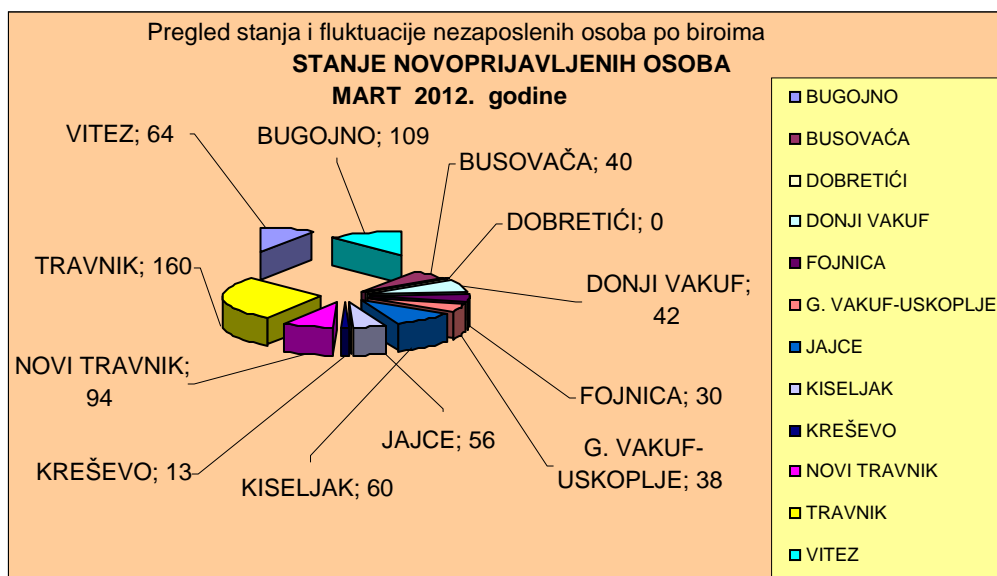 Pregled stanja i fluktuacije nezaposlenih osoba po biroima
STANJE NOVOPRIJAVLJENIH OSOBA
MART 2012. godine
VITEZ; 64
BUGOJNO; 109
BUSOVAČA; 40
DOBRETIĆI; 0
DONJI VAKUF;
42
FOJNICA; 30
G. VAKUF-
USKOPLJE; 38
JAJCE; 56
KISELJAK; 60
KREŠEVO; 13
NOVI TRAVNIK;
94
TRAVNIK; 160
BUGOJNO
BUSOVAĆA
DOBRETIĆI
DONJI VAKUF
FOJNICA
G. VAKUF-USKOPLJE
JAJCE
KISELJAK
KREŠEVO
NOVI TRAVNIK
TRAVNIK
VITEZ